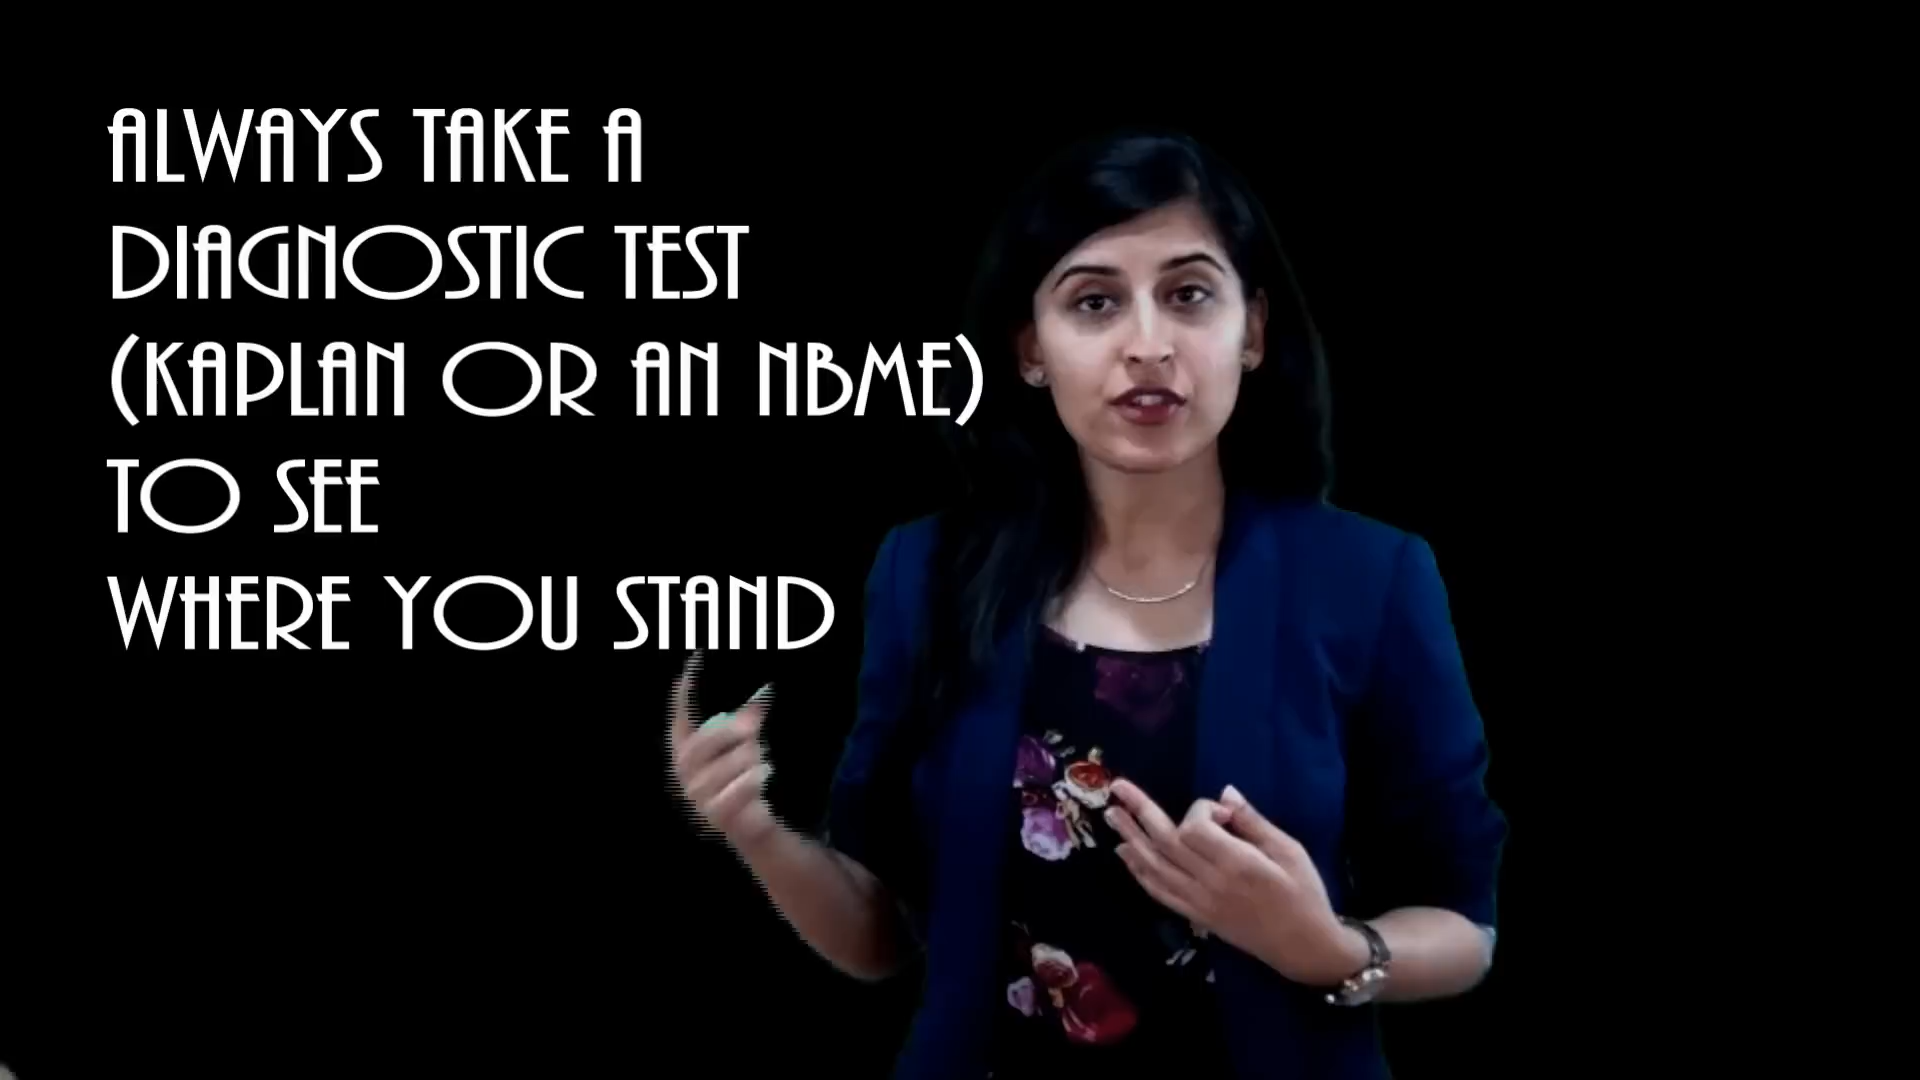 ALWAYS TAKE A
DIAGNOSTIC TEST
(KAPLAN OR AN NBME)
TO SEE
WHERE YOU STAND